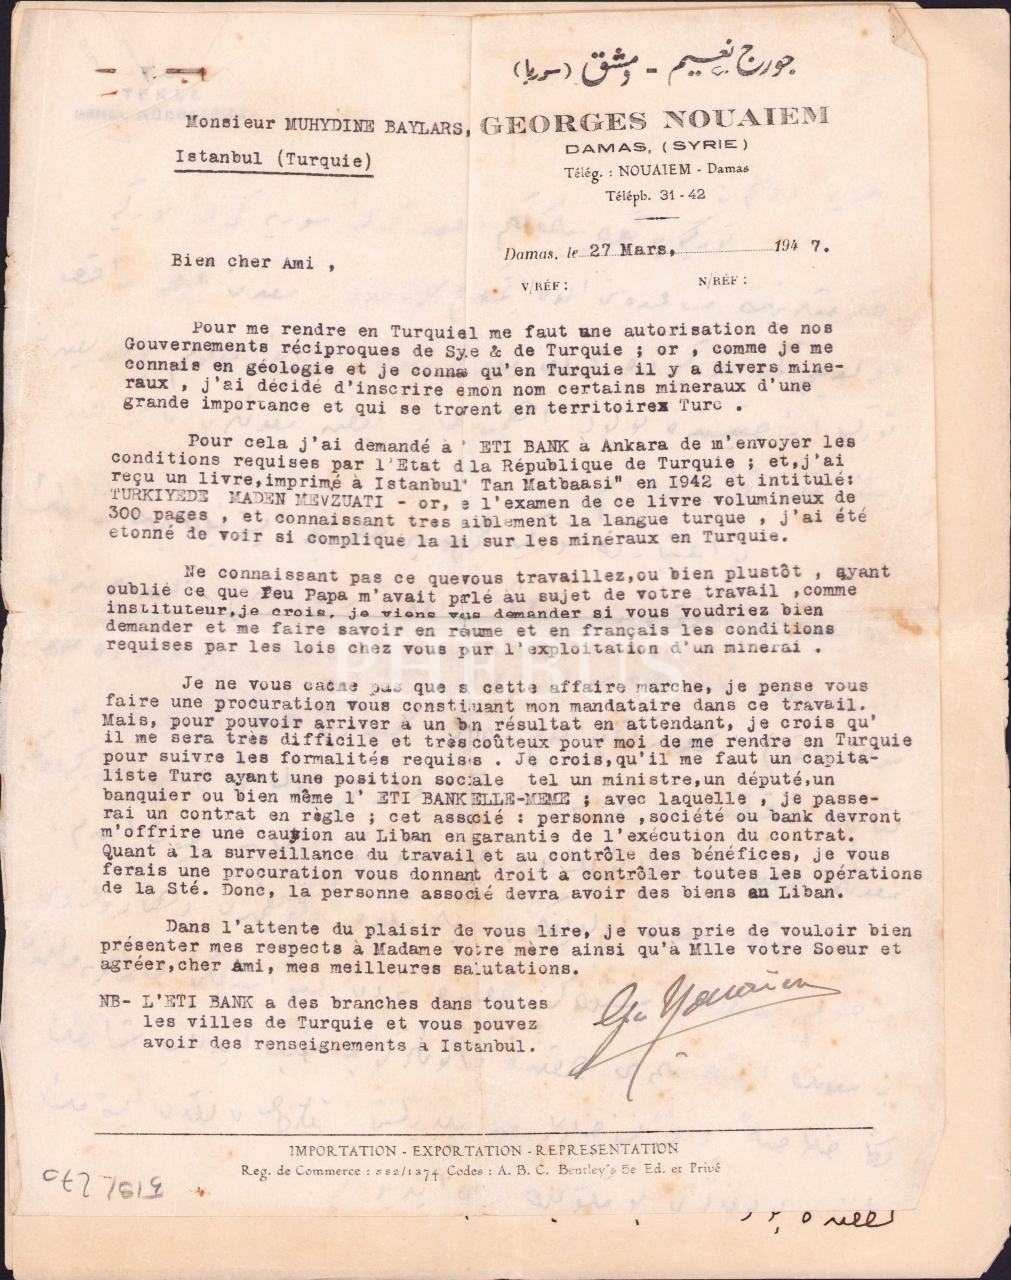 جورج نعيم - دمشق (سوريا)
GEORGES NOUAIEM
DAMAS, (SYRIE)
Télég. : NOUAIEM - Damas
Téléph. 31 - 42
Monsieur MUHYDINE BAYLARS,
Istanbul (Turquie)
Damas, le 27 Mars, 194 7.
V/RÉF : N/RÉF :
Bien cher Ami ,
Pour me rendre en Turquiel me faut une autorisation de nos
Gouvernements réciproques de Sye & de Turquie ; or , comme je me
connais en géologie et je conna qu'en Turquie il y a divers mine-
raux , j'ai décidé d'inscrire emon nom certains mineraux d'une
grande importance et qui se trovent en territoirex Turc .
Pour cela j'ai demandé à ' ETI BANK à Ankara de m'envoyer les
conditions requises par l'Etat d la République de Turquie ; et,j'ai
reçu un livre,imprimé à Istanbul" Tan Matbaasi" en 1942 et intitulé:
TURKIYEDE MADEN MEVZUATI - or, e l'examen de ce livre volumineux de
300 pages , et connaissant tres aiblement la langue turque , j'ai été
etonné de voir si complique la li sur les minéraux en Turquie.
Ne connaissant pas ce quevous travaillez,ou bien plustôt , ayant
oublié ce que Feu Papa m'avait parlé au sujet de votre travail ,comme
instituteur,je crois, je viens vous demander si vous voudriez bien
demander et me faire savoir en réume et en français les conditions
requises par les lois chez vous pur l'exploitation d'un minerai .
Je ne vous cache pas que s cette affaire marche, je pense vous
faire une procuration vous constituant mon mandataire dans ce travail.
Mais, pour pouvoir arriver à un bn résultat en attendant, je crois qu'
il me sera très difficile et très coûteux pour moi de me rendre en Turquie
pour suivre les formalités requises . Je crois,qu'il me faut un capita-
liste Turc ayant une position sociale tel un ministre,un député,un
banquier ou bien même l' ETI BANK ELLE-MEME ; avec laquelle , je passe-
rai un contrat en règle ; cet associé : personne ,société ou bank devront
m'offrire une caution au Liban en garantie de l'exécution du contrat.
Quant à la surveillance du travail et au contrôle des bénéfices, je vous
ferais une procuration vous donnant droit a contrôler toutes les opérations
de la Sté. Donc, la personne associé devra avoir des biens au Liban.
Dans l'attente du plaisir de vous lire, je vous prie de vouloir bien
présenter mes respects à Madame votre mère ainsi qu'à Mlle votre Soeur et
agréer,cher Ami, mes meilleures salutations.
NB- L'ETI BANK a des branches dans toutes
les villes de Turquie et vous pouvez
avoir des renseignements à Istanbul.
Geo Nouaiem
IMPORTATION - EXPORTATION - REPRESENTATION
Reg. de Commerce : 582/1374 Codes : A. B. C. Bentley's 5e Ed. et Privé
PHEBUS